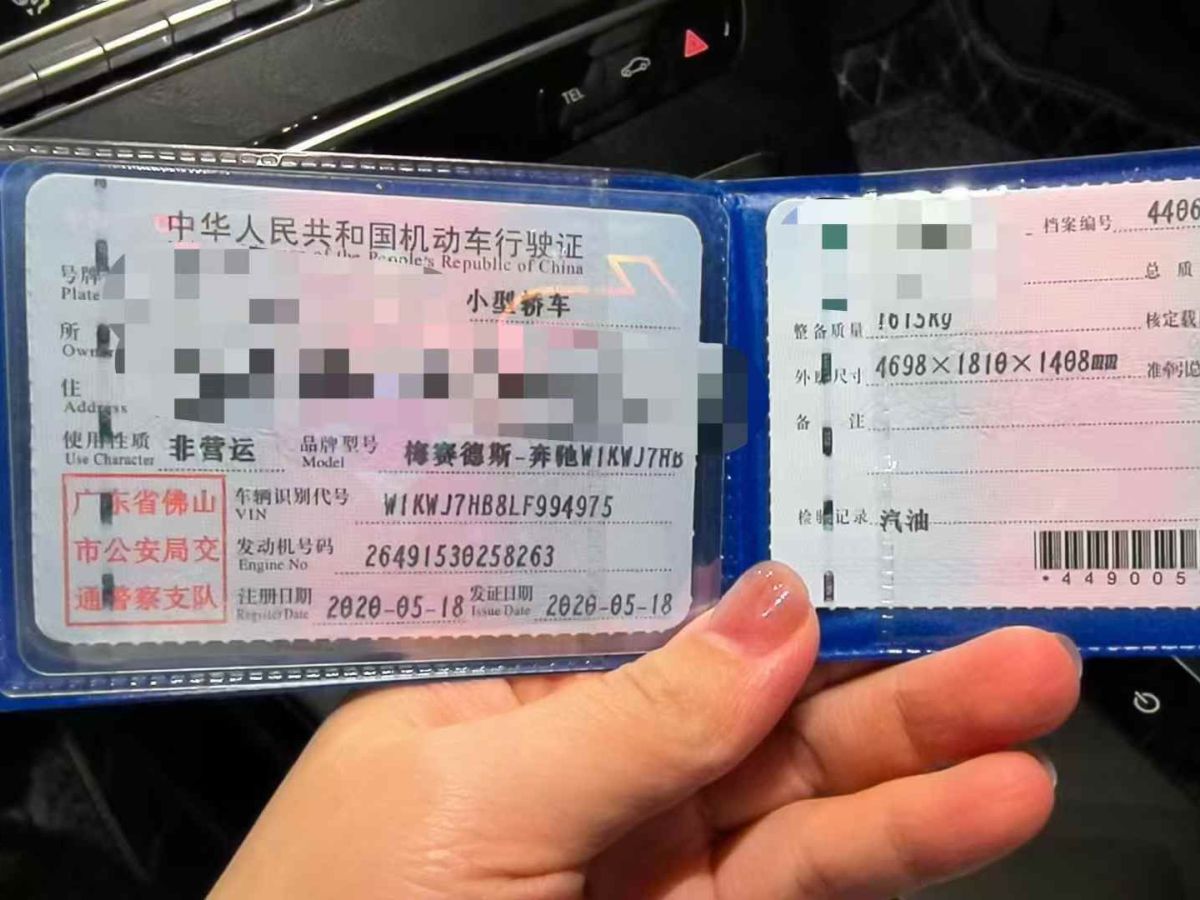 TEL
中华人民共和国机动车行驶证
of the People's Republic of China
号牌
Plate
小型轿车
所
Owner
住
Address
使用性质 非营运
Use Character
品牌型号 梅赛德斯-奔驰W1KWJ7HB
Model
广东省佛山
市公安局交
通警察支队
车辆识别代号 W1KWJ7HB8LF994975
VIN
发动机号码 26491530258263
Engine No
注册日期 2020-05-18
Register Date
发证日期 2020-05-18
Issue Date
档案编号 4406
总质
整备质量 1615kg
核定载
外廓尺寸 4698×1810×1408mm
准牵引总
备注
检验记录 汽油
*449005